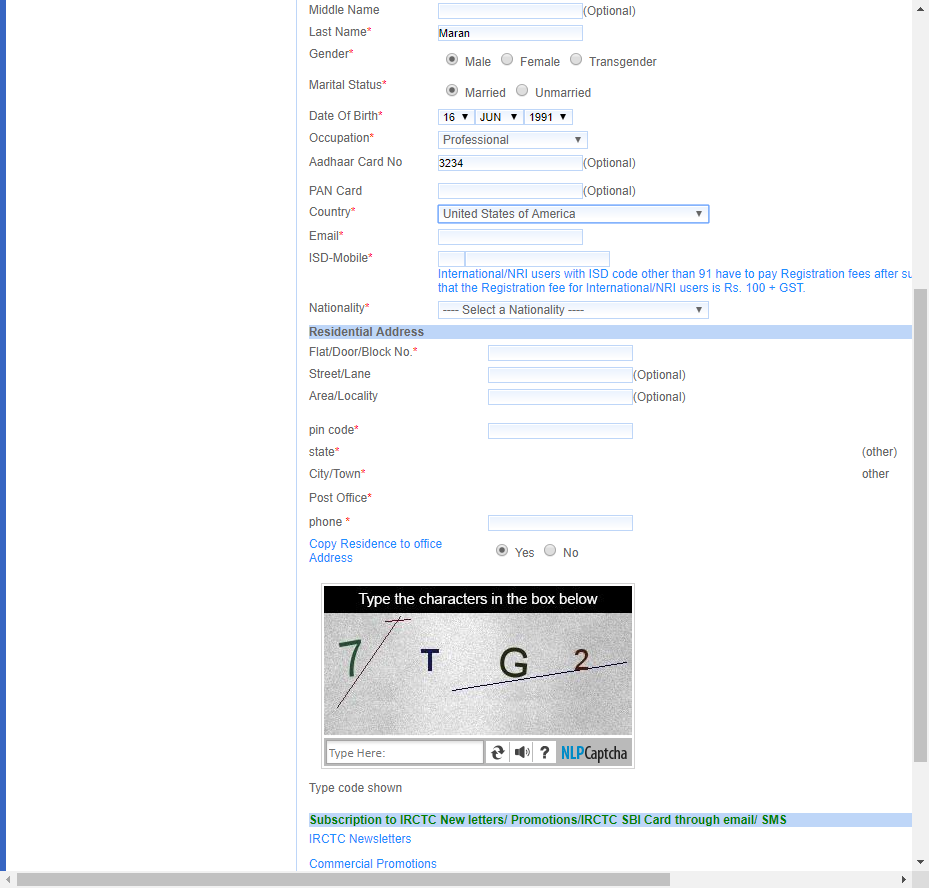 Middle Name (Optional)
Last Name* Maran
Gender* Male Female Transgender
Marital Status* Married Unmarried
Date Of Birth* 16 JUN 1991
Occupation* Professional
Aadhaar Card No 3234 (Optional)
PAN Card (Optional)
Country* United States of America
Email*
ISD-Mobile*
International/NRI users with ISD code other than 91 have to pay Registration fees after su
that the Registration fee for International/NRI users is Rs. 100 + GST.
Nationality* ---- Select a Nationality ----
Residential Address
Flat/Door/Block No.*
Street/Lane (Optional)
Area/Locality (Optional)
pin code*
state* (other)
City/Town* other
Post Office*
phone *
Copy Residence to office
Address Yes No
Type the characters in the box below
7 T G 2
Type Here: ? NLPCaptcha
Type code shown
Subscription to IRCTC New letters/ Promotions/IRCTC SBI Card through email/ SMS
IRCTC Newsletters
Commercial Promotions